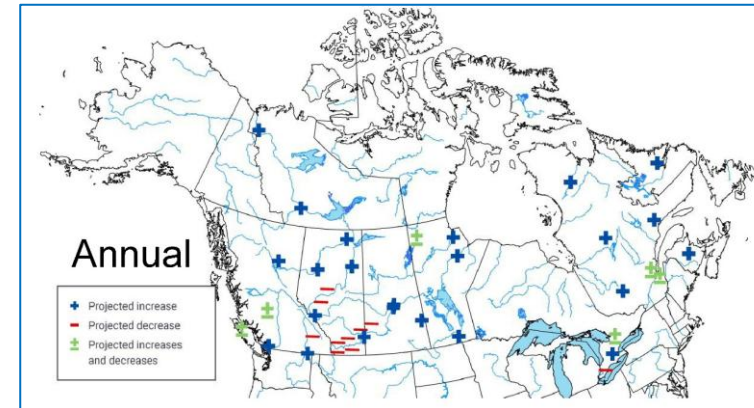 Annual
Projected increase
Projected decrease
Projected increases
and decreases